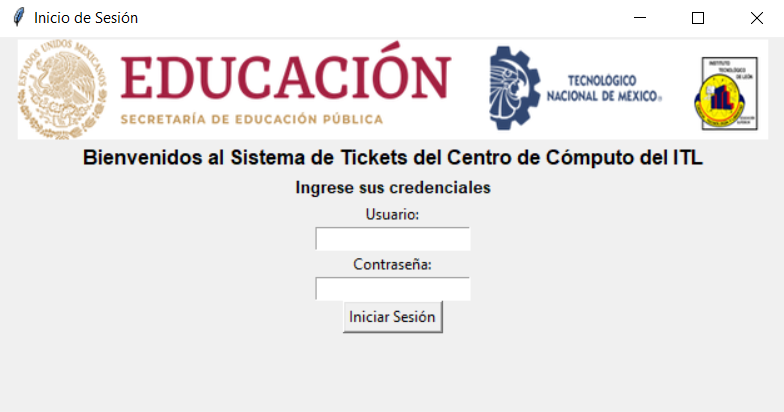 Inicio de Sesión
ESTADOS UNIDOS MEXICANOS
EDUCACIÓN
SECRETARÍA DE EDUCACIÓN PÚBLICA
TECNOLÓGICO
NACIONAL DE MÉXICO®
INSTITUTO
TECNOLÓGICO
DE LEÓN
Bienvenidos al Sistema de Tickets del Centro de Cómputo del ITL
Ingrese sus credenciales
Usuario:
Contraseña:
Iniciar Sesión